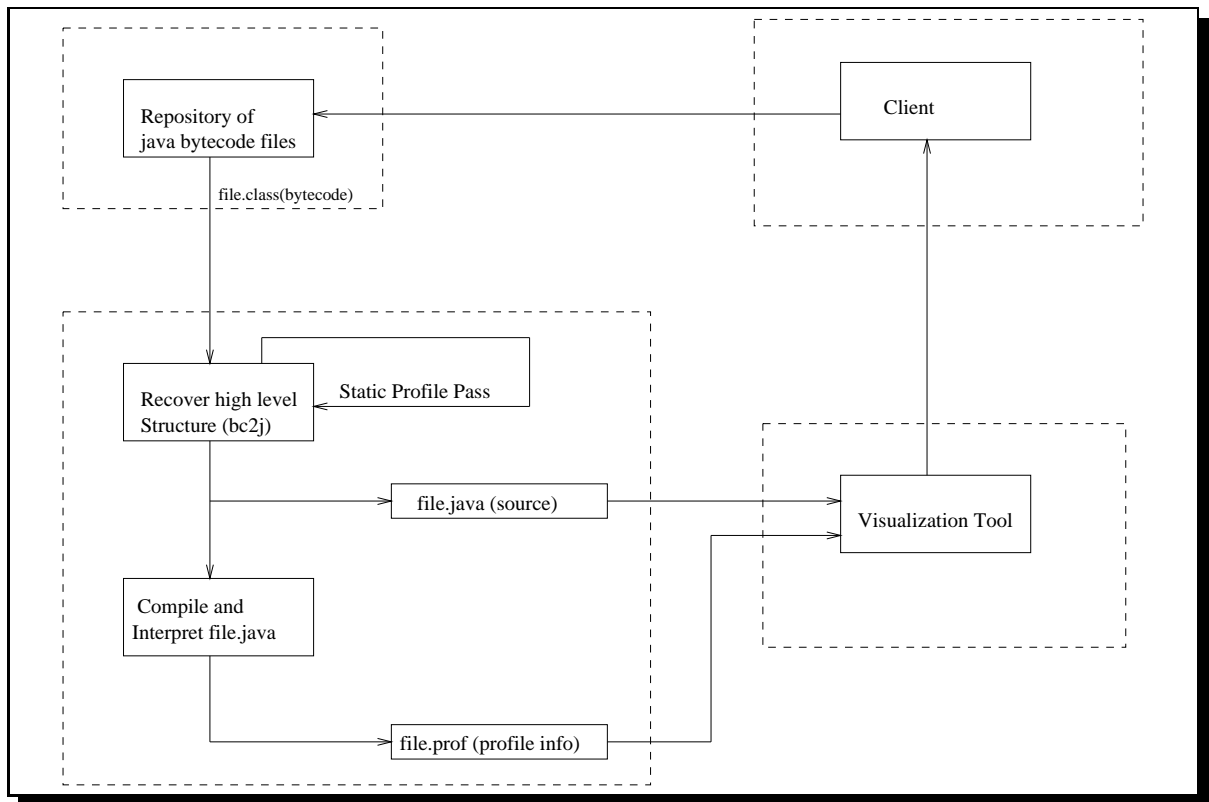 Repository of
java bytecode files
Client
file.class(bytecode)
Recover high level
Structure (bc2j)
Static Profile Pass
file.java (source)
Visualization Tool
Compile and
Interpret file.java
file.prof (profile info)